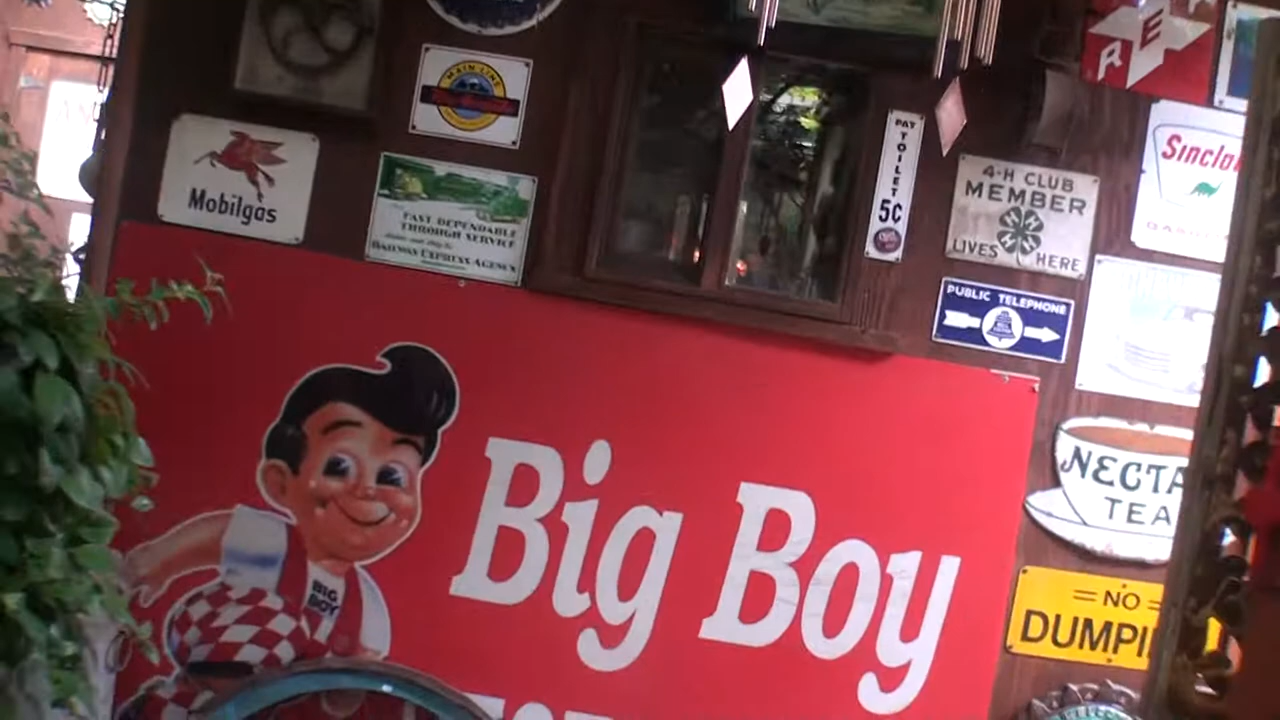 MAIN LINE
Mobilgas
FAST DEPENDABLE
THROUGH SERVICE
RAILWAY EXPRESS AGENCY
PAY TOILET
5¢
4-H CLUB
MEMBER
H H H H
LIVES HERE
PUBLIC TELEPHONE
REA
Sinclai
NECTA
TEA
NO
DUMPI
BIG
BOY
Big Boy